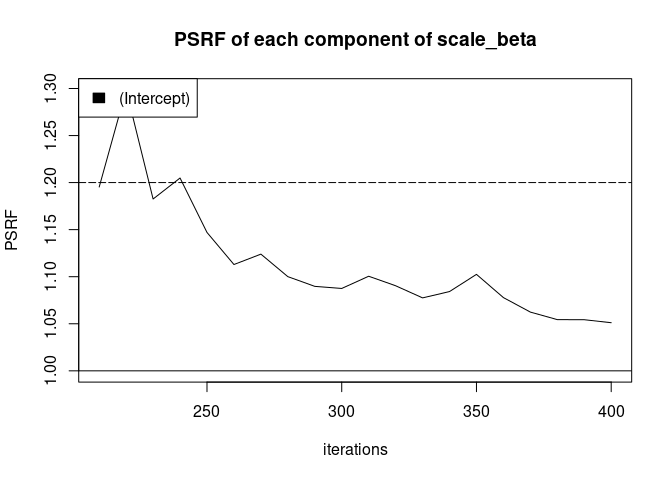 PSRF of each component of scale_beta
(Intercept)
PSRF
1.30
1.25
1.20
1.15
1.10
1.05
1.00
250 300 350 400
iterations